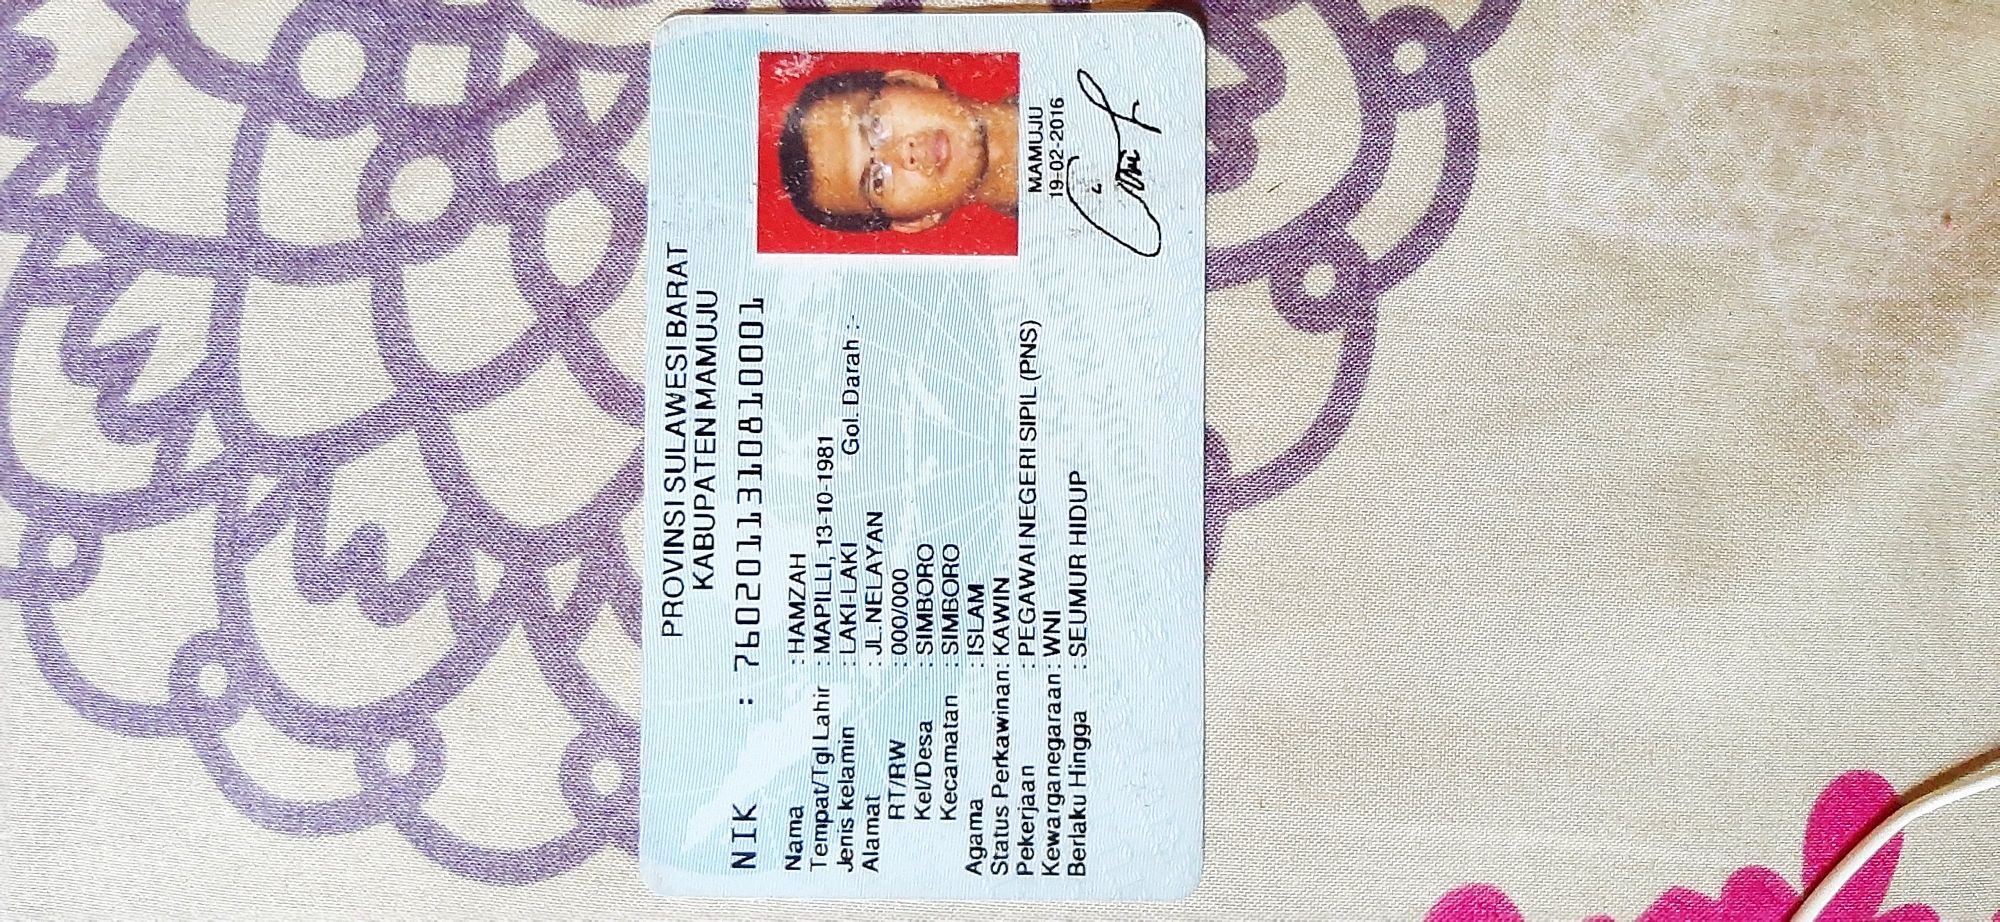 PROVINSI SULAWESI BARAT
KABUPATEN MAMUJU
NIK : 7602011310810001
Nama : HAMZAH
Tempat/Tgl Lahir : MAPILLI, 13-10-1981
Jenis kelamin : LAKI-LAKI Gol. Darah :-
Alamat : JL.NELAYAN
RT/RW : 000/000
Kel/Desa : SIMBORO
Kecamatan : SIMBORO
Agama : ISLAM
Status Perkawinan: KAWIN
Pekerjaan : PEGAWAI NEGERI SIPIL (PNS)
Kewarganegaraan: WNI
Berlaku Hingga : SEUMUR HIDUP
MAMUJU
19-02-2016